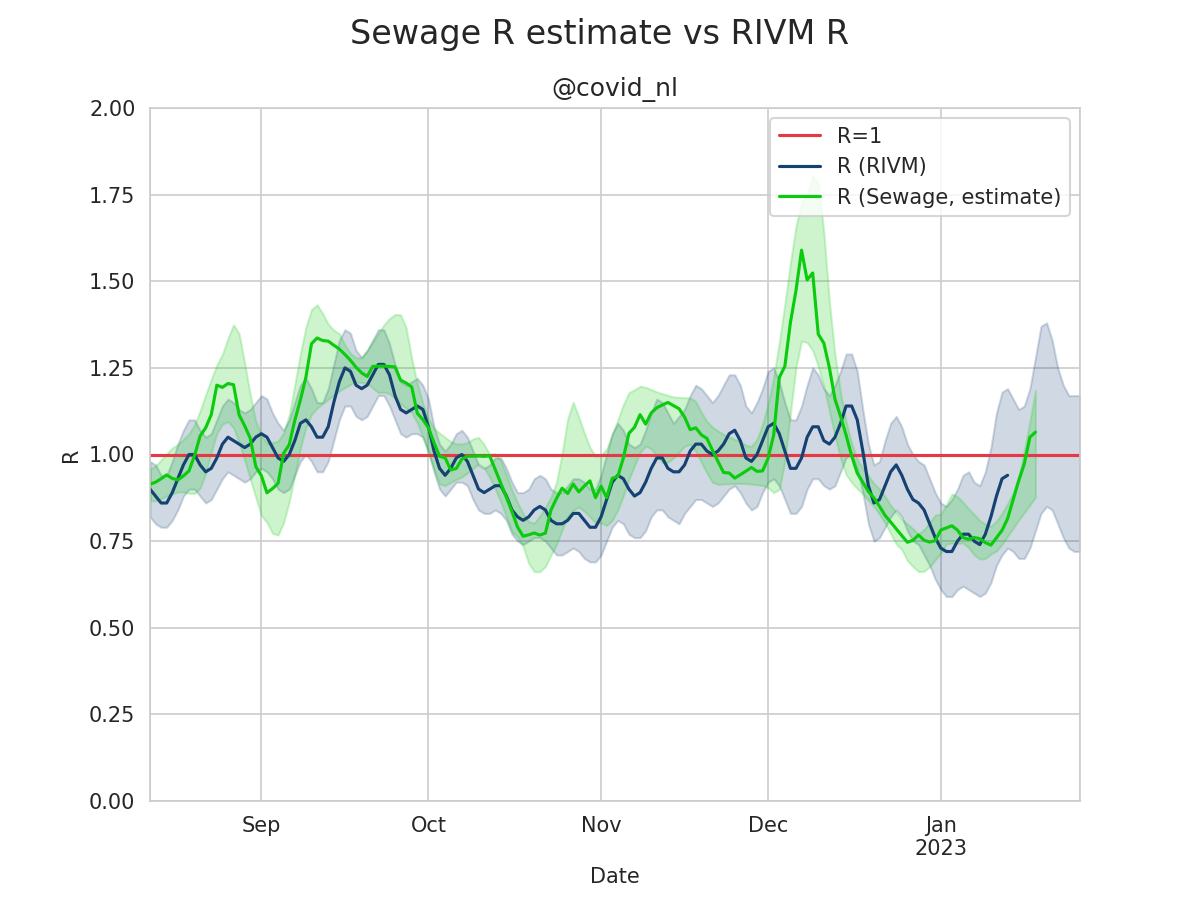 Sewage R estimate vs RIVM R
@covid_nl
R=1
R (RIVM)
R (Sewage, estimate)
2.00
1.75
1.50
1.25
1.00
0.75
0.50
0.25
0.00
R
Sep
Oct
Nov
Dec
Jan
2023
Date